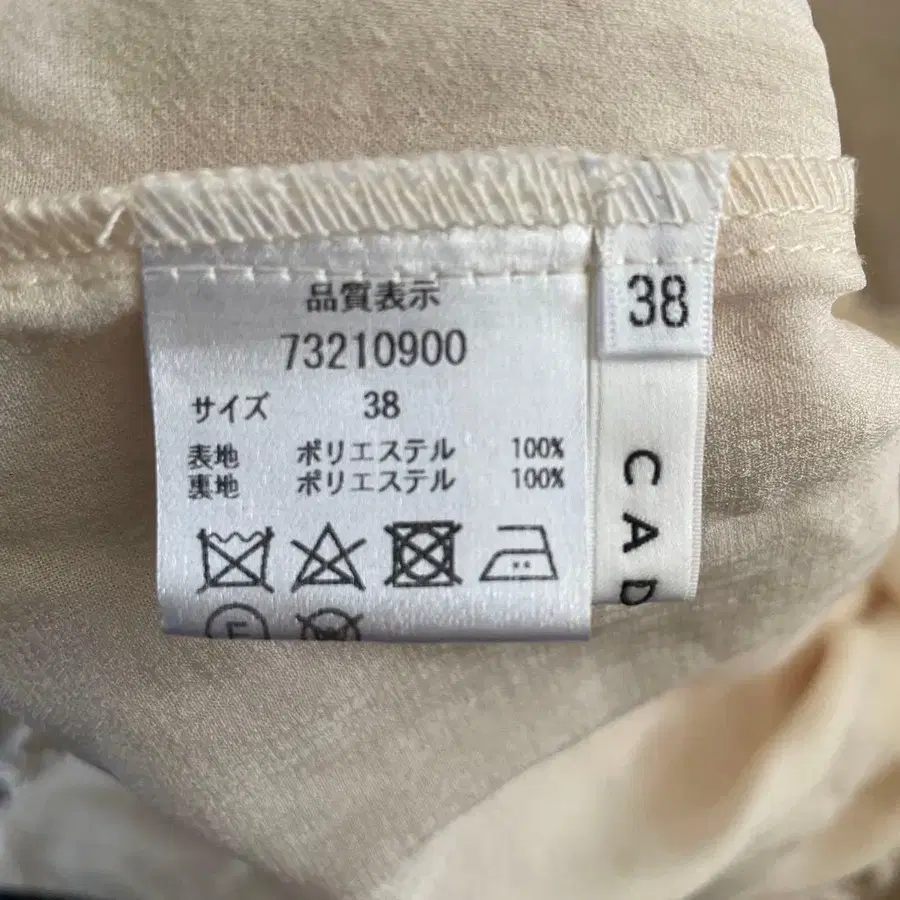 品質表示
73210900
サイズ 38
表地 ポリエステル 100%
裏地 ポリエステル 100%
F
38
CAD